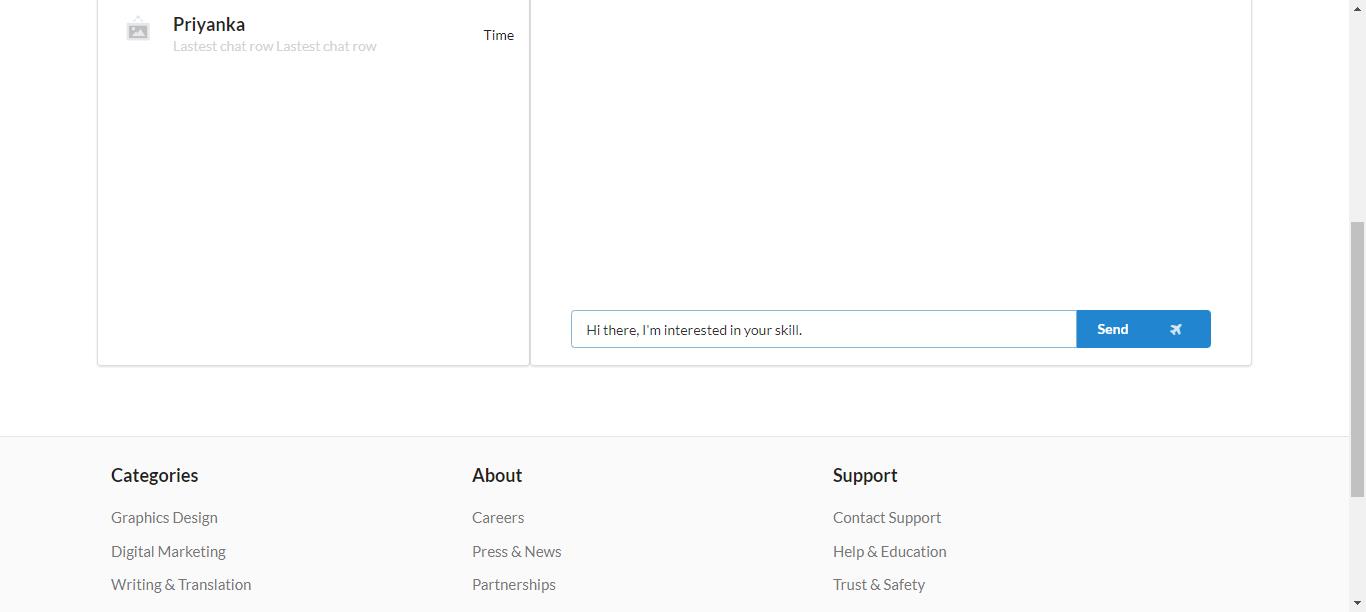 Priyanka
Lastest chat row Lastest chat row
Time
Hi there, I'm interested in your skill.
Send
Categories
Graphics Design
Digital Marketing
Writing & Translation
About
Careers
Press & News
Partnerships
Support
Contact Support
Help & Education
Trust & Safety